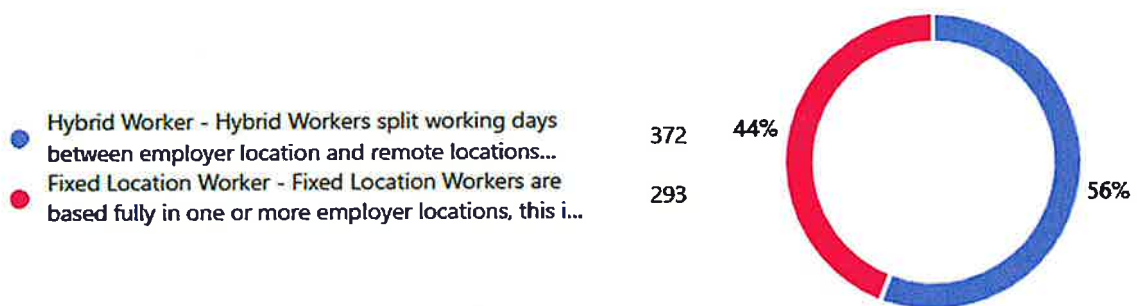 Hybrid Worker - Hybrid Workers split working days
between employer location and remote locations...
372
Fixed Location Worker - Fixed Location Workers are
based fully in one or more employer locations, this i...
293
44%
56%